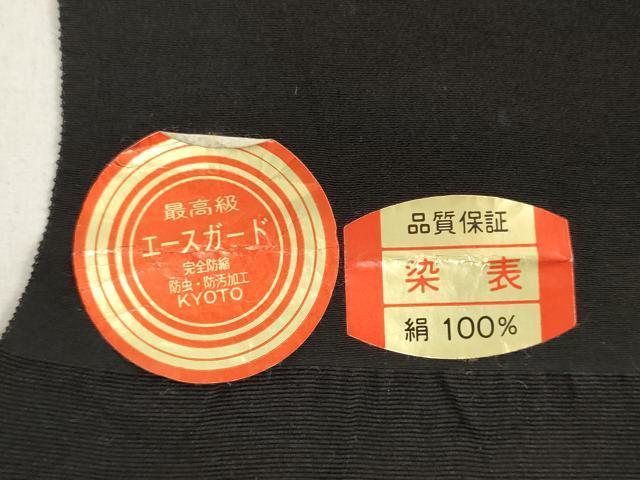 最高級
エースガード
完全防縮
防虫・防汚加工
KYOTO
品質保証
染表
絹 100%